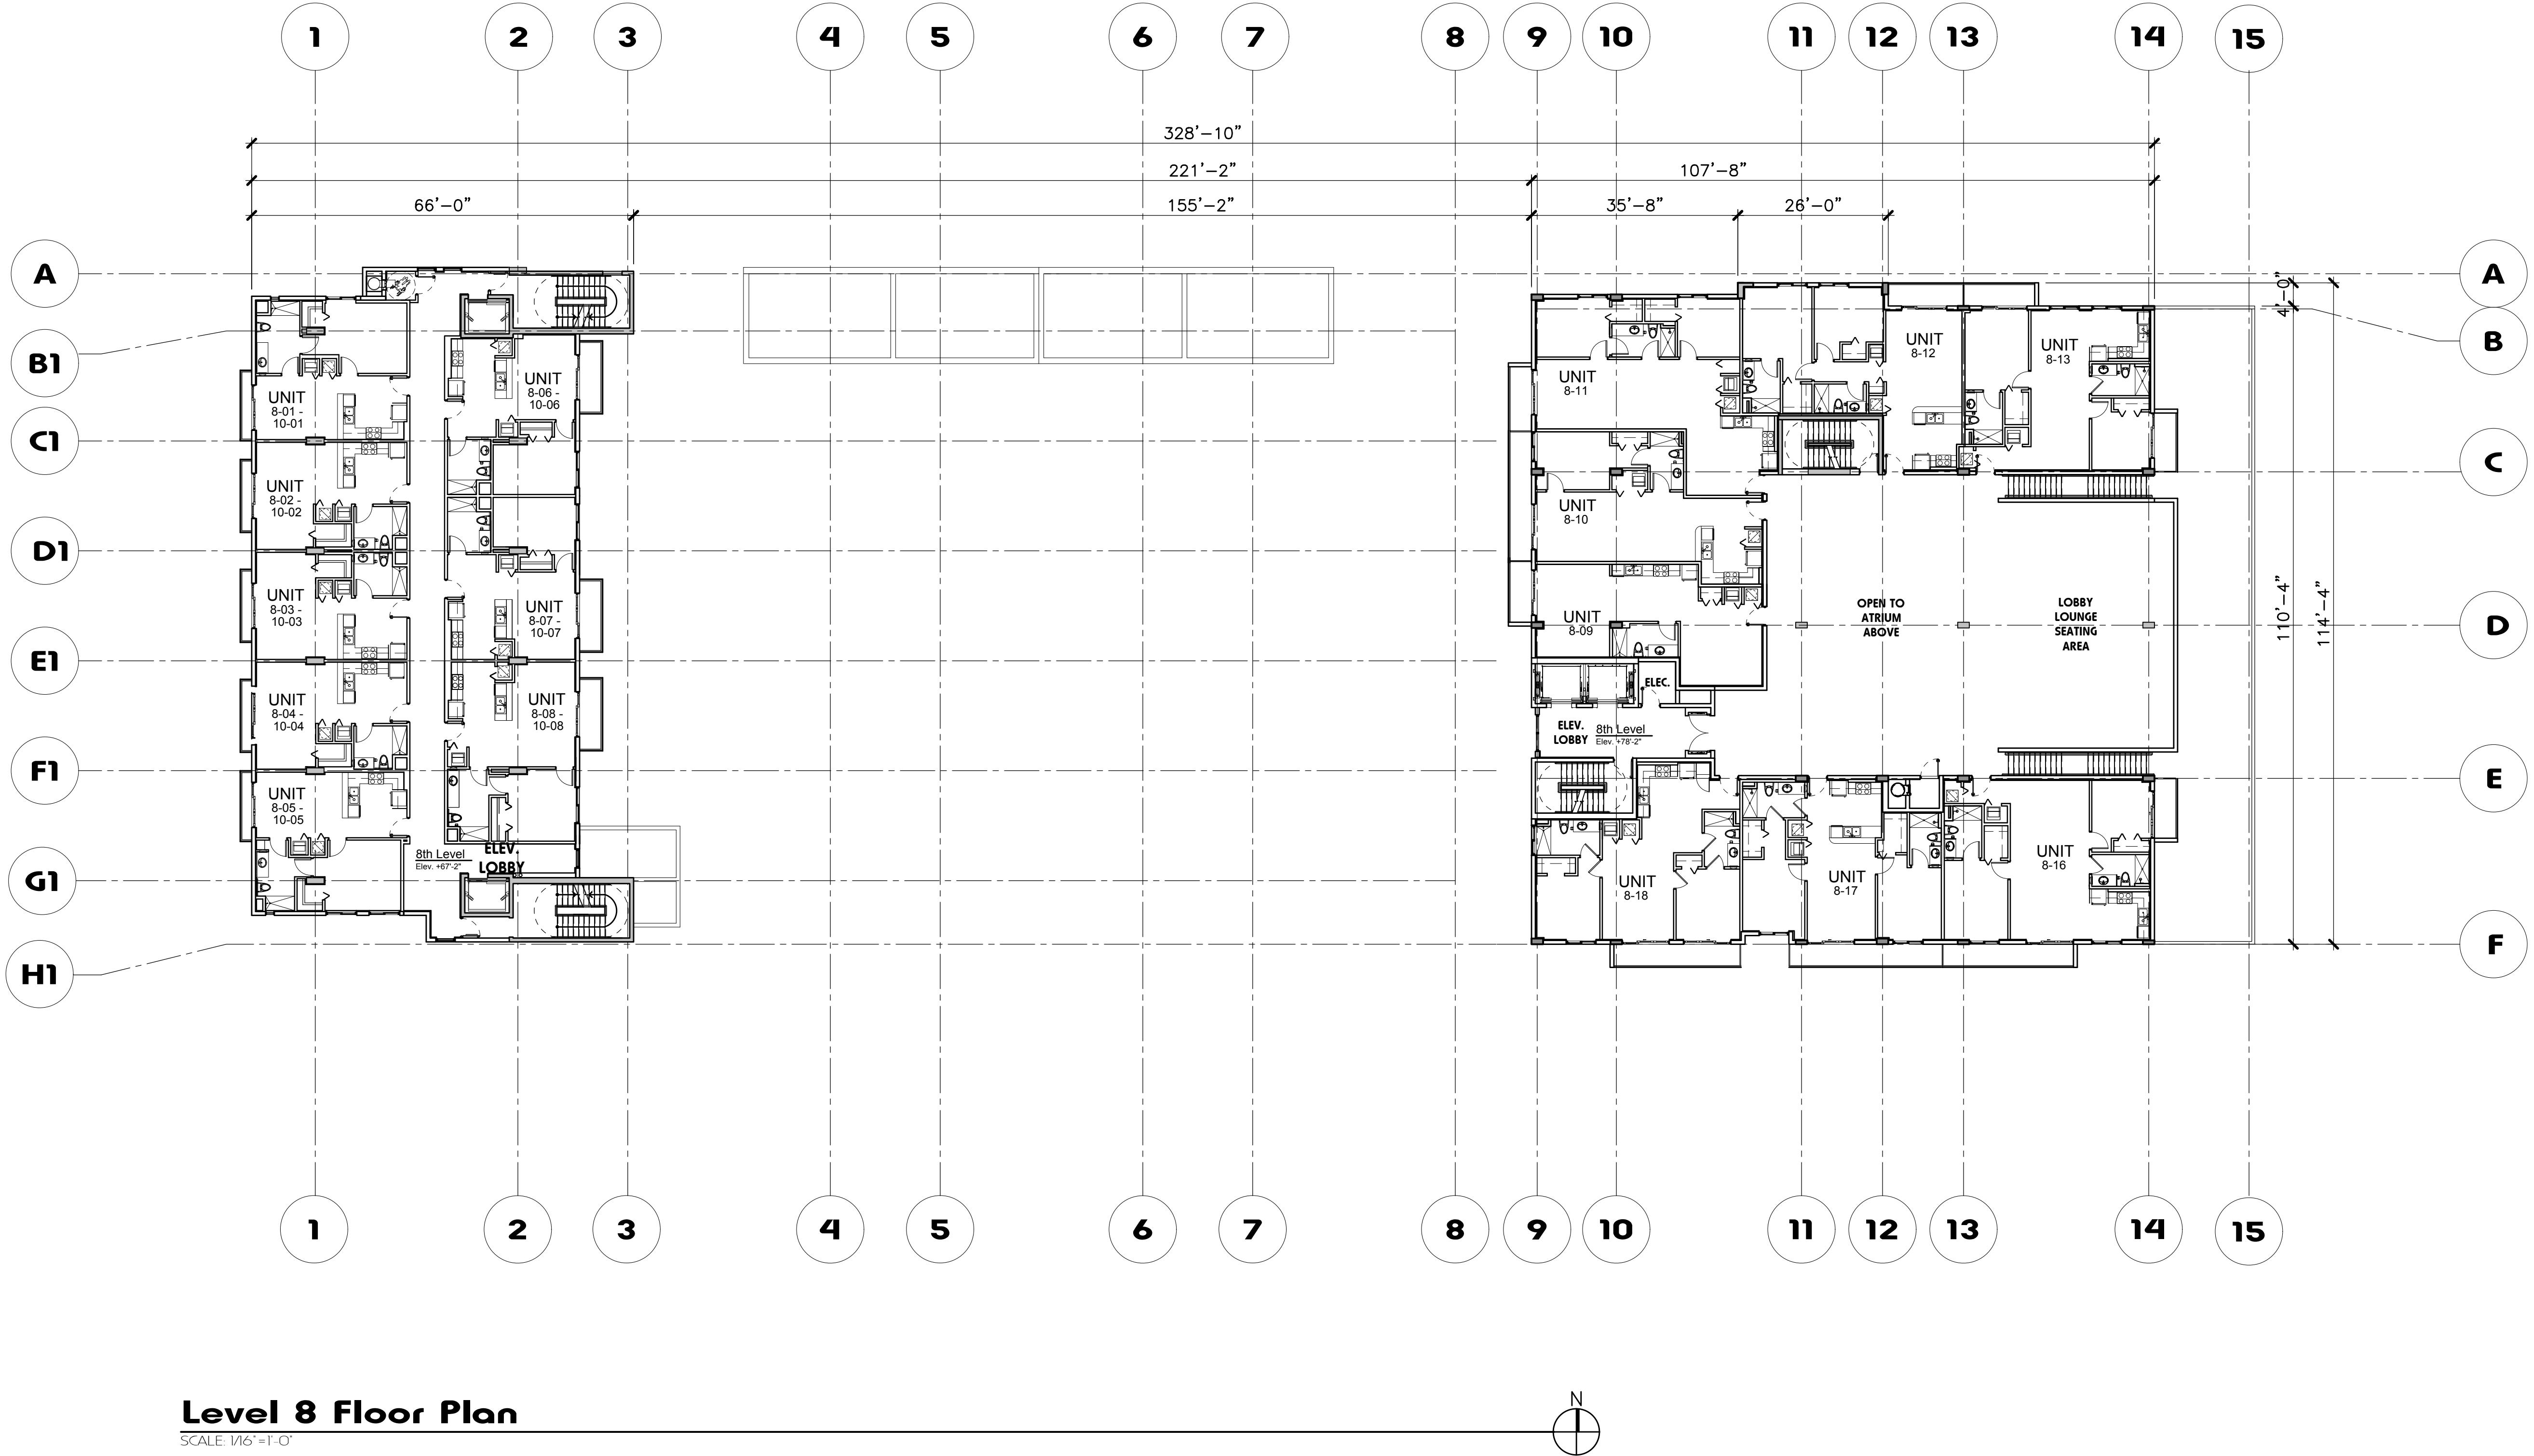 1 2 3 4 5 6 7 8 9 10 11 12 13 14 15
328'-10"
221'-2" 107'-8"
66'-0" 155'-2" 35'-8" 26'-0"
A A
B1 B
C1 C
D1 D
E1 E
F1 F
G1
H1
4'-0"
110'-4"
114'-4"
UNIT
8-01 -
10-01
UNIT
8-02 -
10-02
UNIT
8-03 -
10-03
UNIT
8-04 -
10-04
UNIT
8-05 -
10-05
UNIT
8-06 -
10-06
UNIT
8-07 -
10-07
UNIT
8-08 -
10-08
8th Level
Elev. +67'-2"
ELEV.
LOBBY
UNIT
8-11
UNIT
8-12
UNIT
8-13
UNIT
8-10
UNIT
8-09
OPEN TO
ATRIUM
ABOVE
LOBBY
LOUNGE
SEATING
AREA
ELEC.
ELEV.
LOBBY
8th Level
Elev. +78'-2"
UNIT
8-18
UNIT
8-17
UNIT
8-16
1 2 3 4 5 6 7 8 9 10 11 12 13 14 15
Level 8 Floor Plan
SCALE: 1/16"=1'-0"
N